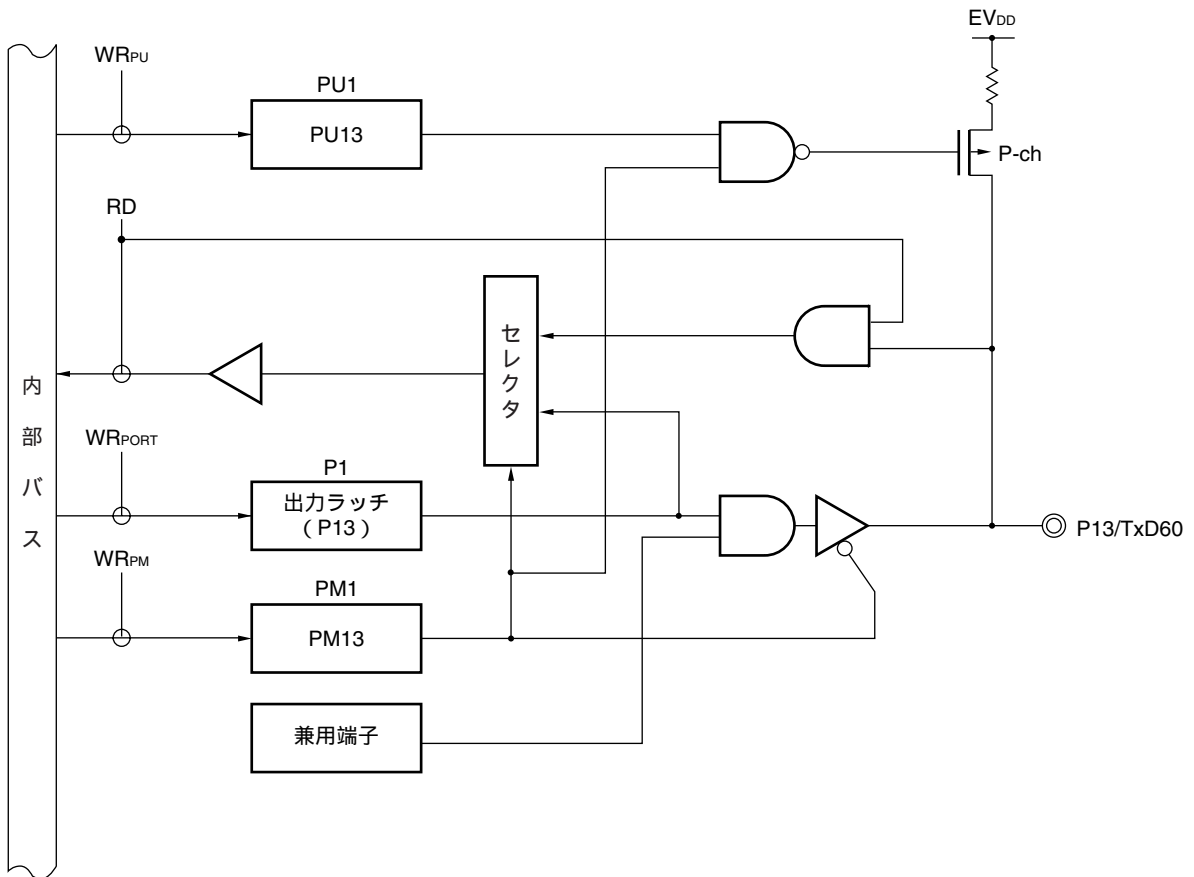 EVDD
WRPU
PU1
PU13
P-ch
RD
セレクタ
内部バス
WRPORT
P1
出力ラッチ
(P13)
P13/TxD60
WRPM
PM1
PM13
兼用端子